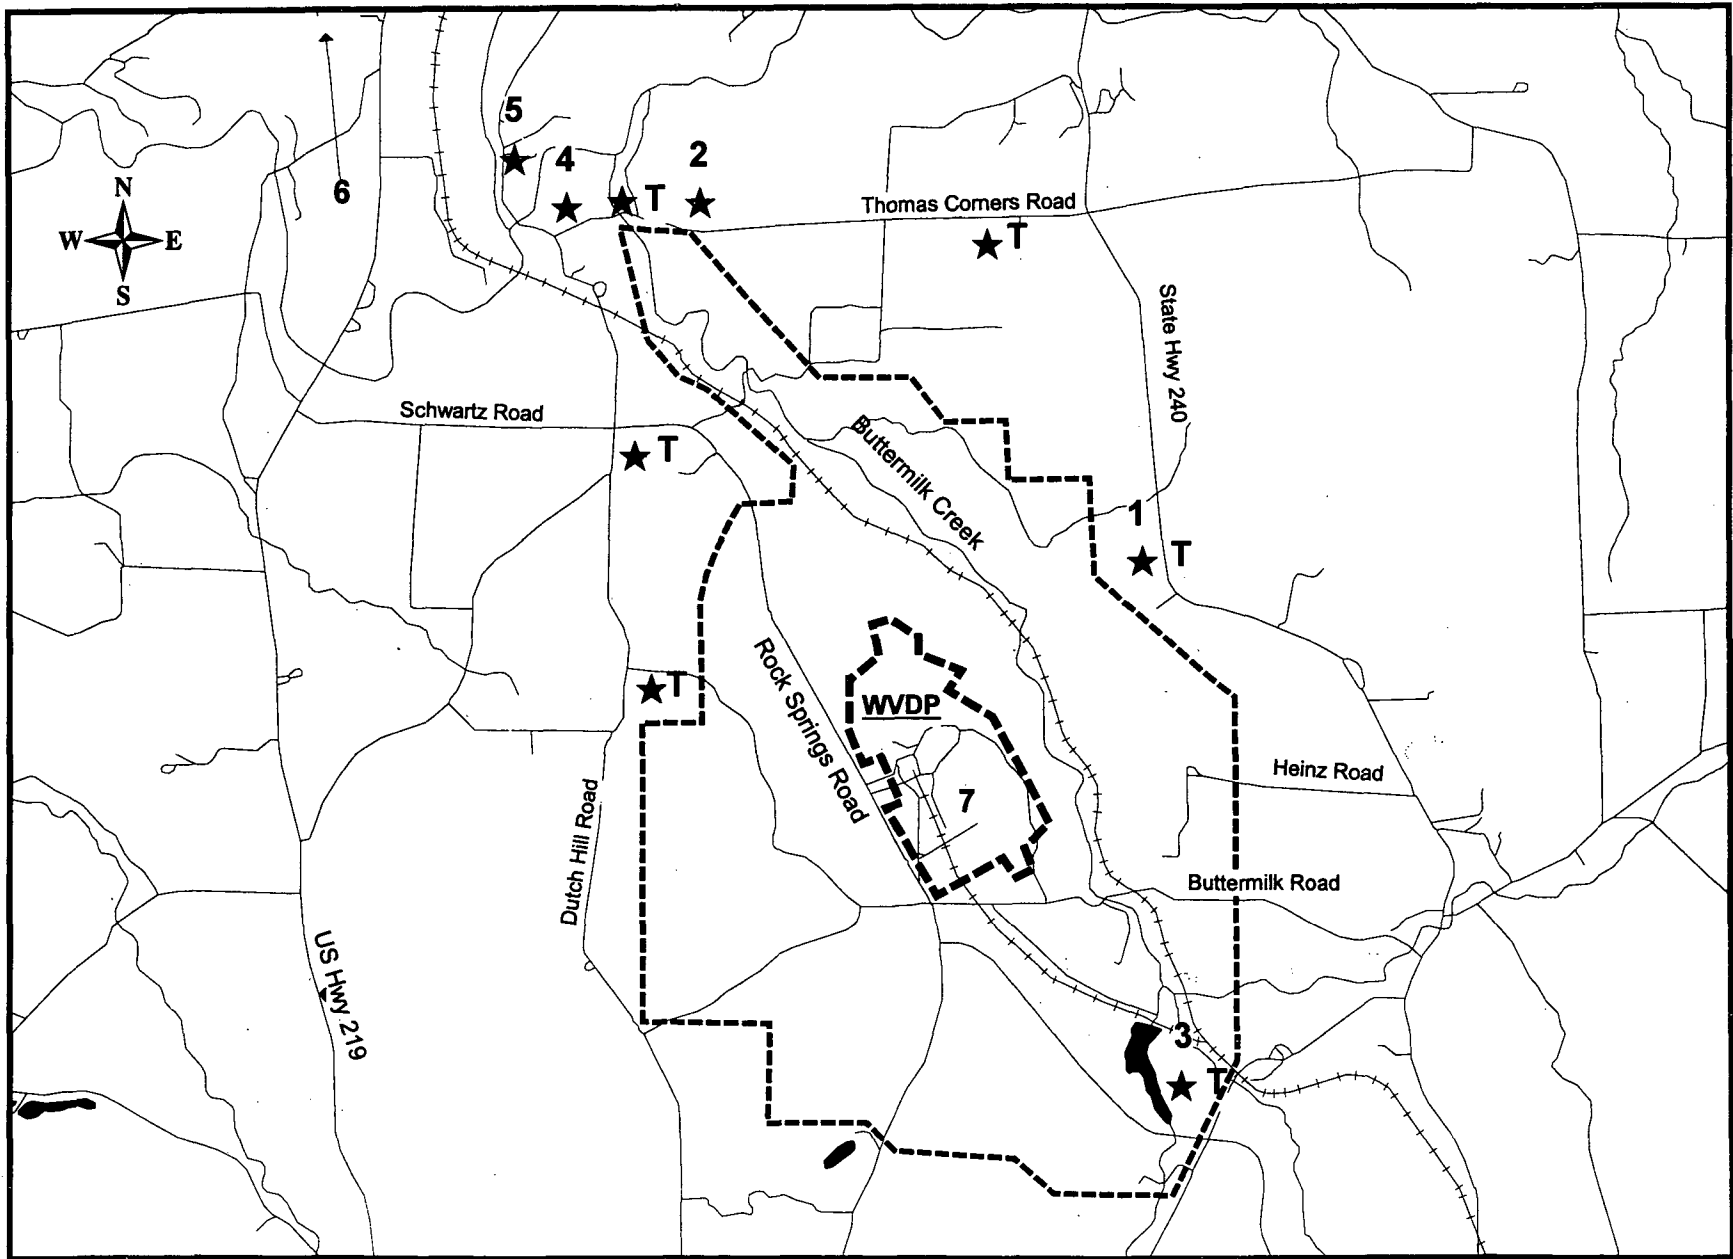 5
4
2
6
N
W E
S
T
Thomas Corners Road
T
State Hwy 240
Schwartz Road
T
Buttermilk Creek
1
T
Rock Springs Road
T
WVDP
7
Heinz Road
Dutch Hill Road
Buttermilk Road
US Hwy 219
3
T